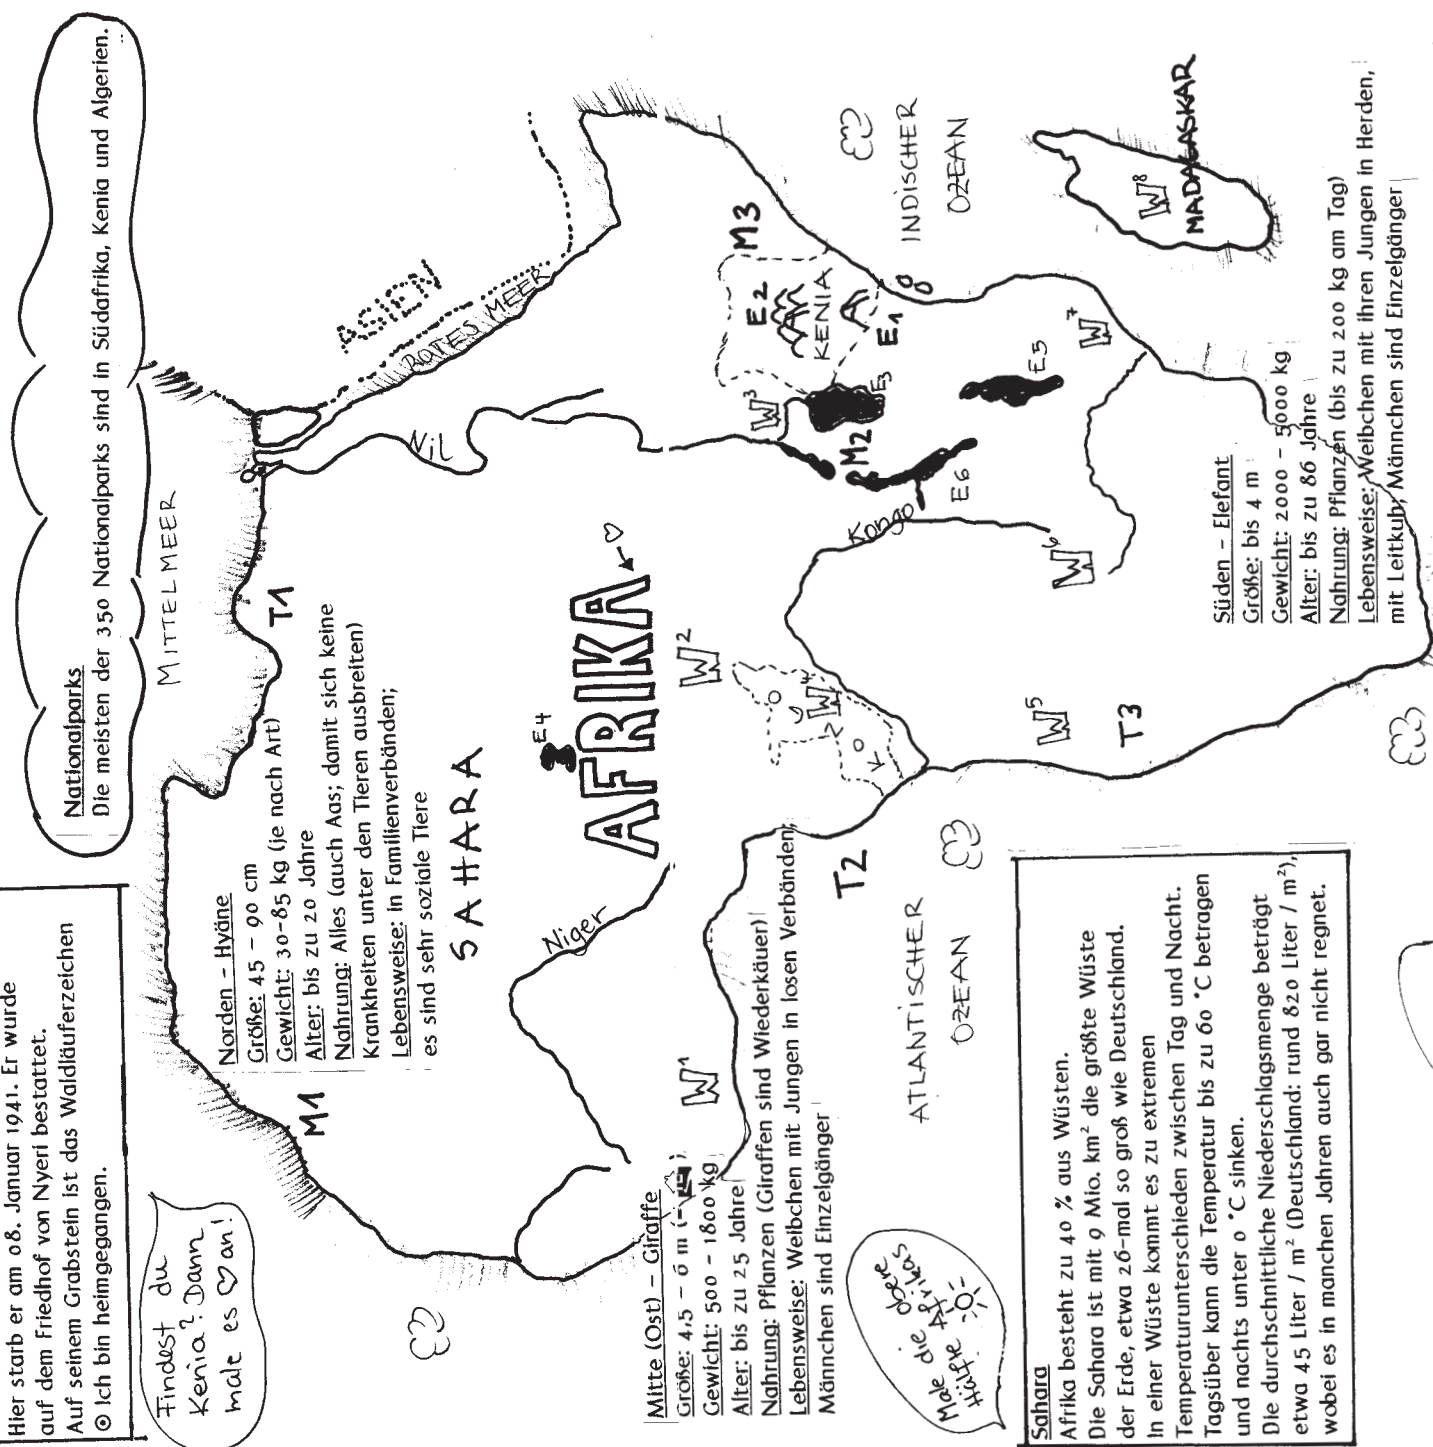 Hier starb er am 08. Januar 1941. Er wurde
auf dem Friedhof von Nyeri bestattet.
Auf seinem Grabstein ist das Waldläuferzeichen
⊙ Ich bin heimgegangen.
Nationalparks
Die meisten der 350 Nationalparks sind in Südafrika, Kenia und Algerien.
Findest du
Kenia? Dann
male es ♡ an!
MITTELMEER
ASIEN
ROTES MEER
Nil
T1
M1
Norden – Hyäne
Größe: 45 – 90 cm
Gewicht: 30-85 kg (je nach Art)
Alter: bis zu 20 Jahre
Nahrung: Alles (auch Aas; damit sich keine
Krankheiten unter den Tieren ausbreiten)
Lebensweise: in Familienverbänden;
es sind sehr soziale Tiere
SAHARA
E4
AFRIKA
Niger
W1
W2
W3
M2
M3
E2
KENIA
E1
E3
E5
E6
Kongo
W4
W5
W6
W7
W8
MADAGASKAR
INDISCHER
OZEAN
T2
T3
Mitte (Ost) – Giraffe
Größe: 4,5 – 6 m
Gewicht: 500 – 1800 kg
Alter: bis zu 25 Jahre
Nahrung: Pflanzen (Giraffen sind Wiederkäuer)
Lebensweise: Weibchen mit Jungen in losen Verbänden;
Männchen sind Einzelgänger
ATLANTISCHER
OZEAN
Süden – Elefant
Größe: bis 4 m
Gewicht: 2000 – 5000 kg
Alter: bis zu 86 Jahre
Nahrung: Pflanzen (bis zu 200 kg am Tag)
Lebensweise: Weibchen mit ihren Jungen in Herden,
mit Leitkuh, Männchen sind Einzelgänger
Male die obere
Hälfte Afrikas
Sahara
Afrika besteht zu 40 % aus Wüsten.
Die Sahara ist mit 9 Mio. km² die größte Wüste
der Erde, etwa 26-mal so groß wie Deutschland.
In einer Wüste kommt es zu extremen
Temperaturunterschieden zwischen Tag und Nacht.
Tagsüber kann die Temperatur bis zu 60 °C betragen
und nachts unter 0 °C sinken.
Die durchschnittliche Niederschlagsmenge beträgt
etwa 45 Liter / m² (Deutschland: rund 820 Liter / m²),
wobei es in manchen Jahren auch gar nicht regnet.